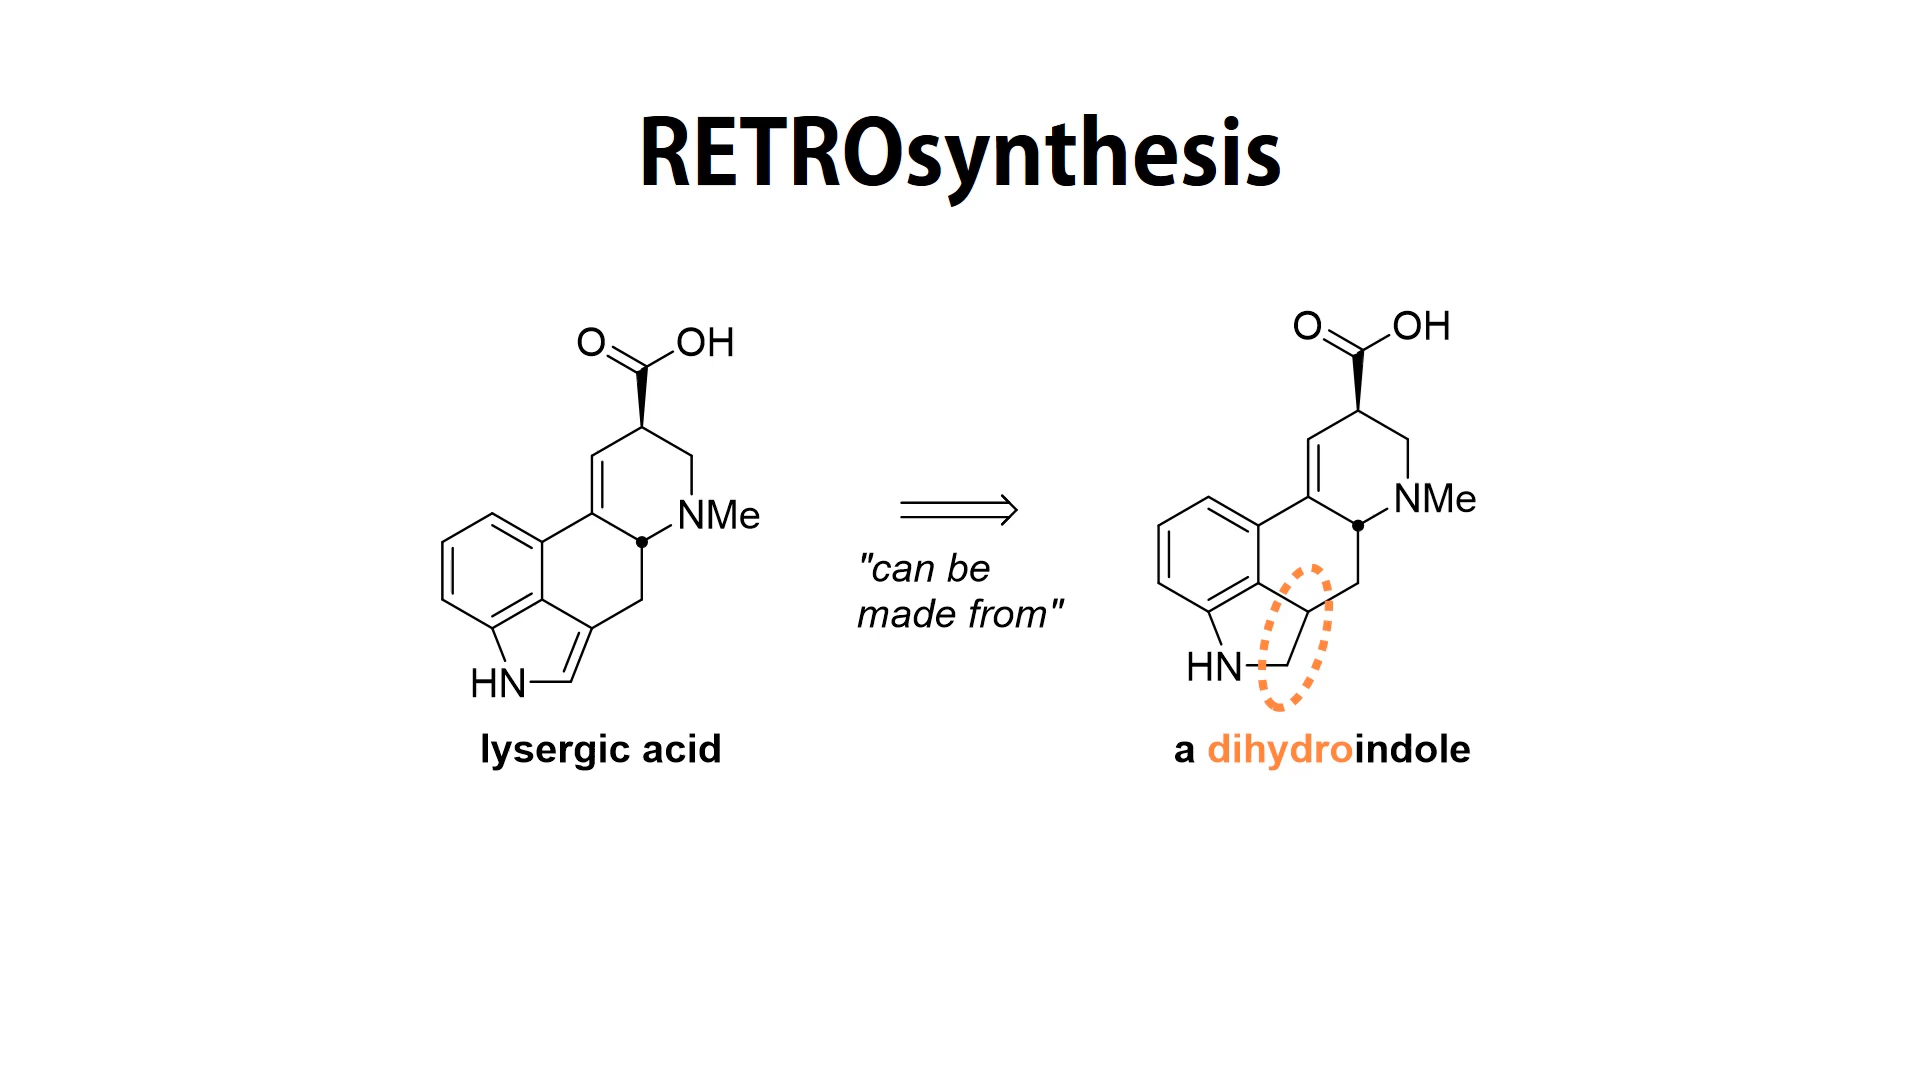 RETROsynthesis
O
OH
NMe
HN
lysergic acid
"can be
made from"
O
OH
NMe
HN
a dihydroindole